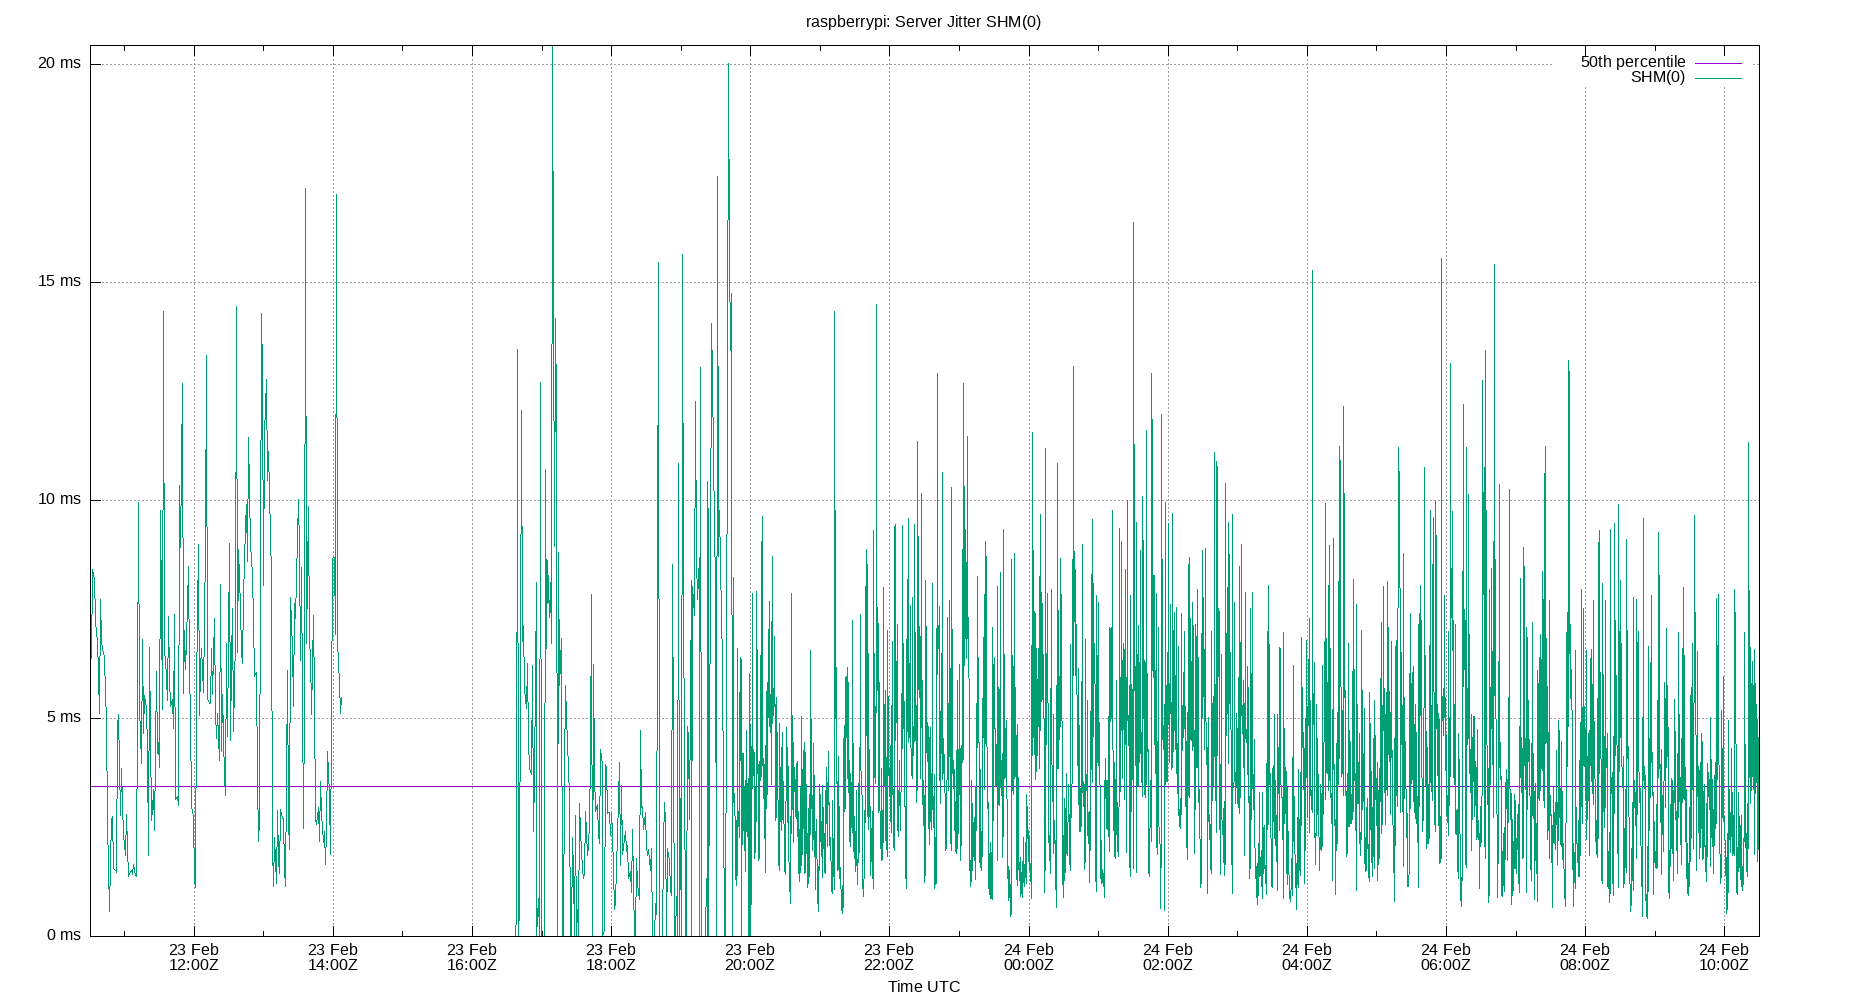 raspberrypi: Server Jitter SHM(0)
20 ms
15 ms
10 ms
5 ms
0 ms
50th percentile
SHM(0)
23 Feb
12:00Z
23 Feb
14:00Z
23 Feb
16:00Z
23 Feb
18:00Z
23 Feb
20:00Z
23 Feb
22:00Z
24 Feb
00:00Z
24 Feb
02:00Z
24 Feb
04:00Z
24 Feb
06:00Z
24 Feb
08:00Z
24 Feb
10:00Z
Time UTC